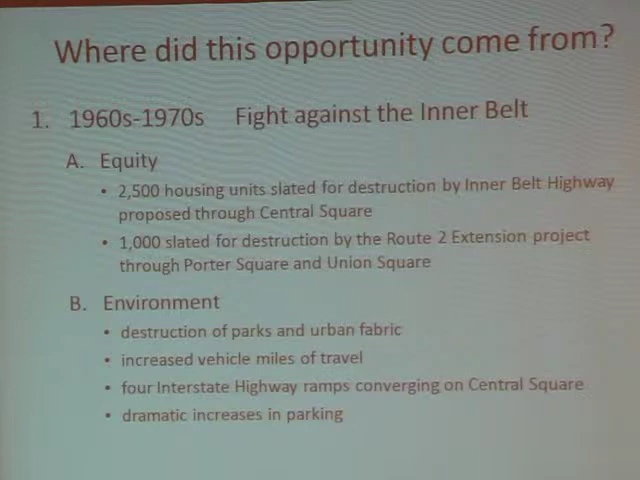 Where did this opportunity come from?
1. 1960s-1970s Fight against the Inner Belt
A. Equity
• 2,500 housing units slated for destruction by Inner Belt Highway
proposed through Central Square
• 1,000 slated for destruction by the Route 2 Extension project
through Porter Square and Union Square
B. Environment
• destruction of parks and urban fabric
• increased vehicle miles of travel
• four Interstate Highway ramps converging on Central Square
• dramatic increases in parking